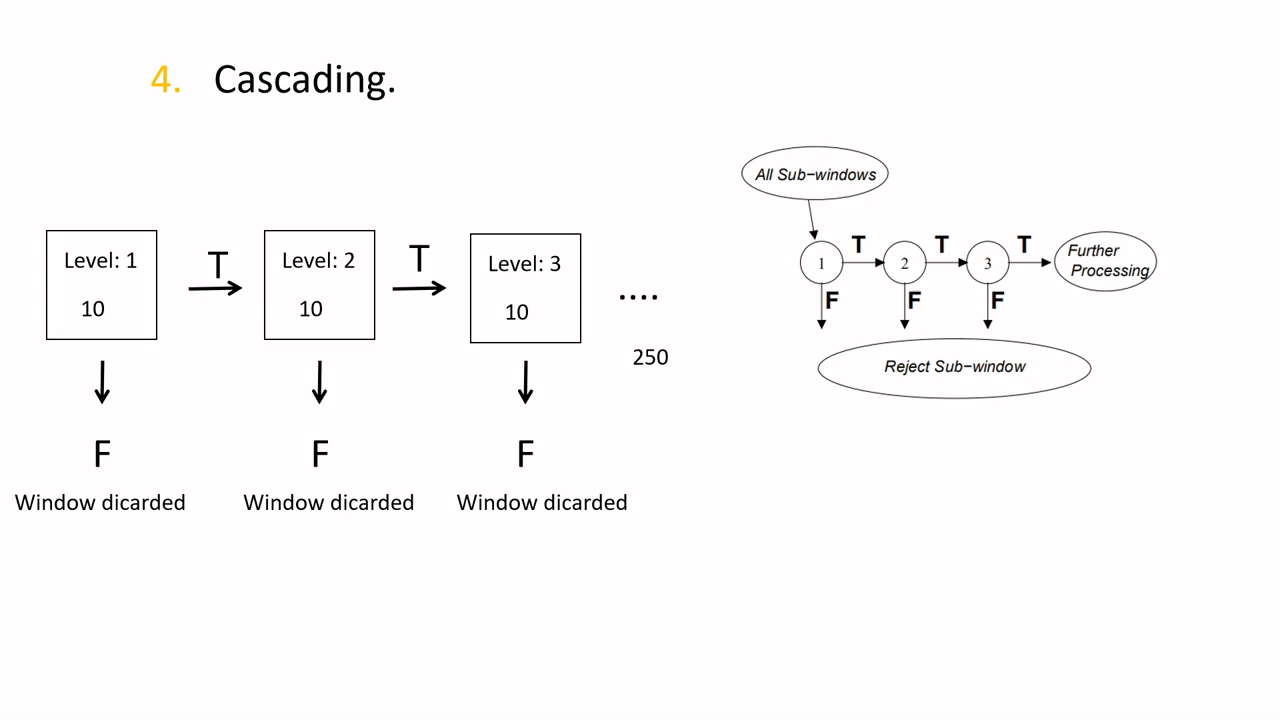 4. Cascading.
Level: 1
10
T
Level: 2
10
T
Level: 3
10
....
250
F
F
F
Window dicarded
Window dicarded
Window dicarded
All Sub−windows
1
T
2
T
3
T
Further
Processing
F
F
F
Reject Sub−window